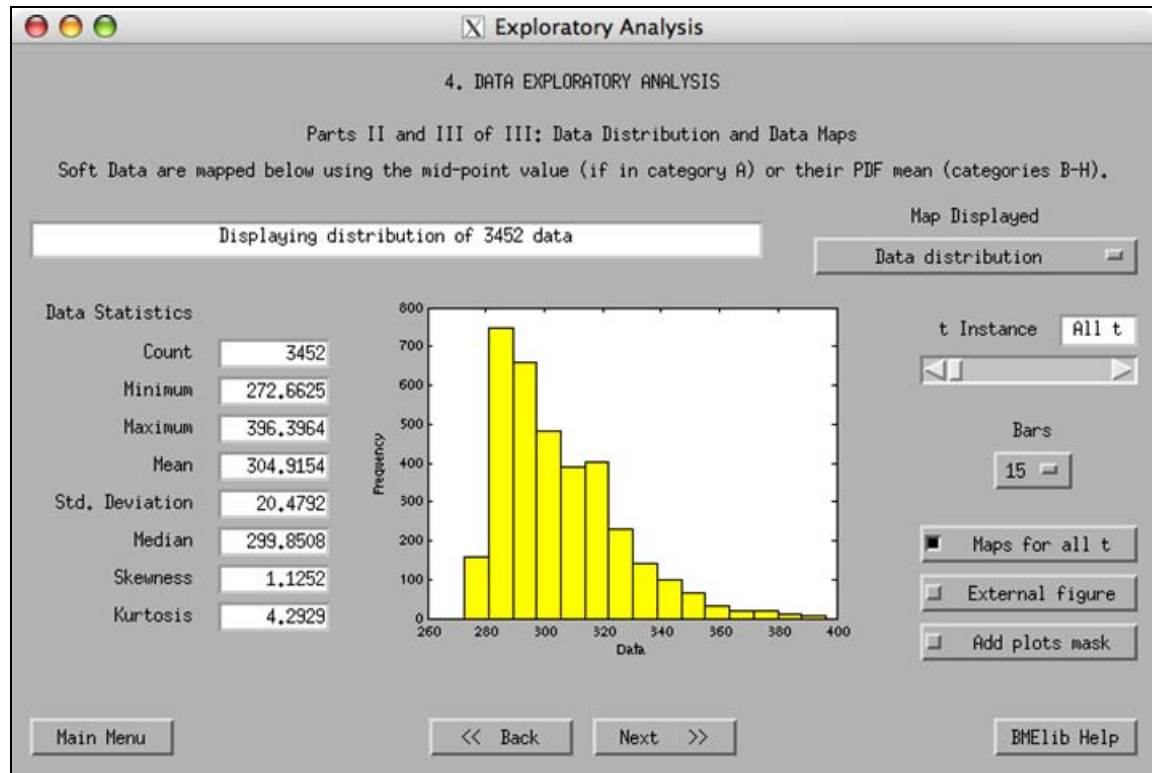 X Exploratory Analysis
4. DATA EXPLORATORY ANALYSIS
Parts II and III of III: Data Distribution and Data Maps
Soft Data are mapped below using the mid-point value (if in category A) or their PDF mean (categories B-H).
Displaying distribution of 3452 data
Map Displayed
Data distribution
Data Statistics
Count 3452
Minimum 272.6625
Maximum 396.3964
Mean 304.9154
Std. Deviation 20.4792
Median 299.8508
Skewness 1.1252
Kurtosis 4.2929
800
700
600
500
400
300
200
100
0
Frequency
260 280 300 320 340 360 380 400
Data
t Instance All t
Bars
15
Maps for all t
External figure
Add plots mask
Main Menu
<< Back
Next >>
BMElib Help